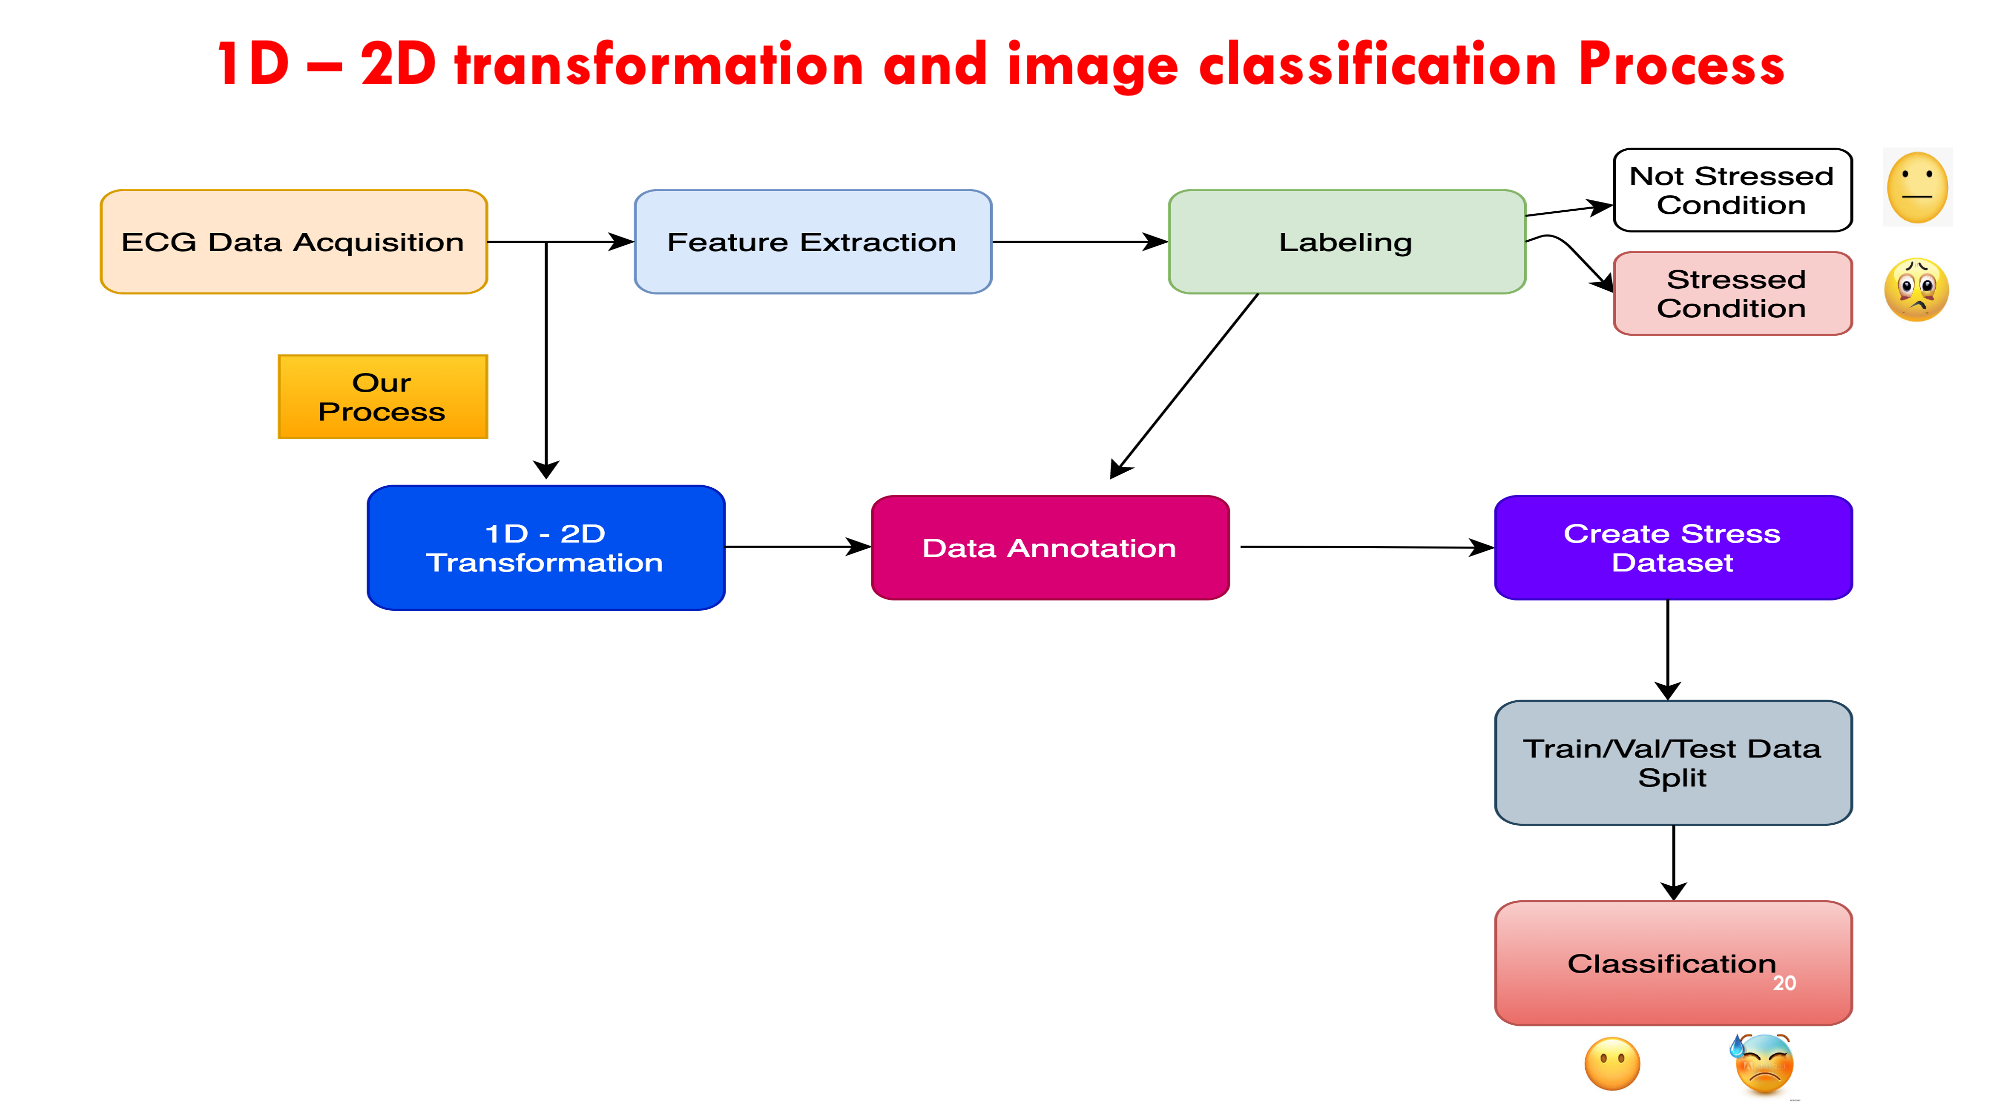 1D – 2D transformation and image classification Process
ECG Data Acquisition
Feature Extraction
Labeling
Not Stressed
Condition
Stressed
Condition
Our
Process
1D - 2D
Transformation
Data Annotation
Create Stress
Dataset
Train/Val/Test Data
Split
Classification
20